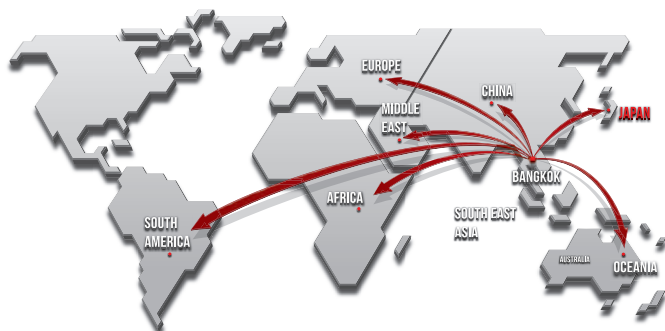 EUROPE
CHINA
JAPAN
MIDDLE
EAST
BANGKOK
AFRICA
SOUTH EAST
ASIA
SOUTH
AMERICA
AUSTRALIA
OCEANIA